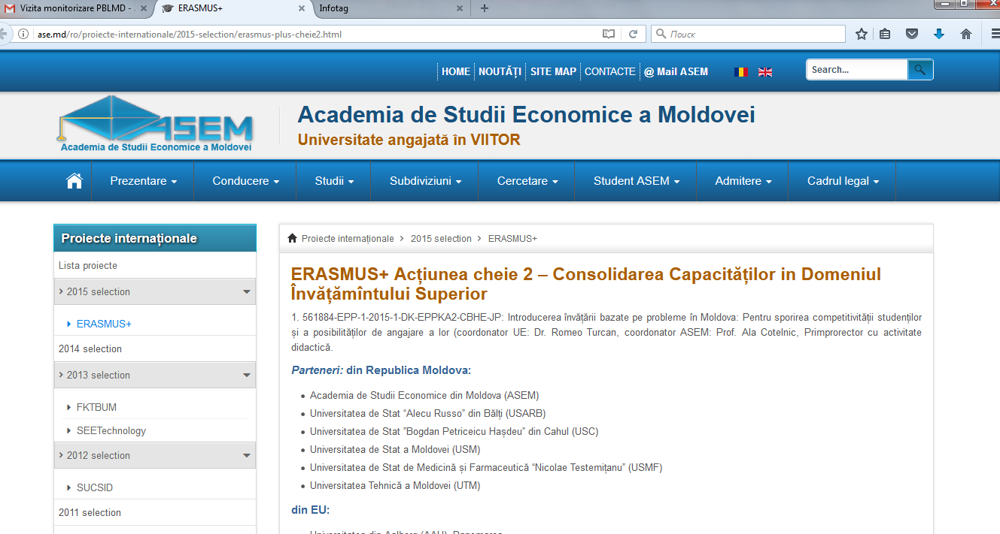 Vizita monitorizare PBLMD -
ERASMUS+
Infotag
ase.md/ro/proiecte-internationale/2015-selection/erasmus-plus-cheie2.html
Поиск
HOME NOUTĂȚI SITE MAP CONTACTE @ Mail ASEM
Search...
ASEM
Academia de Studii Economice a Moldovei
Academia de Studii Economice a Moldovei
Universitate angajată în VIITOR
Prezentare Conducere Studii Subdiviziuni Cercetare Student ASEM Admitere Cadrul legal
Proiecte internaționale
Lista proiecte
2015 selection
ERASMUS+
2014 selection
2013 selection
FKTBUM
SEETechnology
2012 selection
SUCSID
2011 selection
Proiecte internaționale > 2015 selection > ERASMUS+
ERASMUS+ Acțiunea cheie 2 – Consolidarea Capacităților in Domeniul
Învățămîntului Superior
1. 561884-EPP-1-2015-1-DK-EPPKA2-CBHE-JP: Introducerea învățării bazate pe probleme în Moldova: Pentru sporirea competitivității studenților
și a posibilităților de angajare a lor (coordonator UE: Dr. Romeo Turcan, coordonator ASEM: Prof. Ala Cotelnic, Primprorector cu activitate
didactică.
Parteneri: din Republica Moldova:
Academia de Studii Economice din Moldova (ASEM)
Universitatea de Stat “Alecu Russo” din Bălți (USARB)
Universitatea de Stat ”Bogdan Petriceicu Hașdeu” din Cahul (USC)
Universitatea de Stat a Moldovei (USM)
Universitatea de Stat de Medicină și Farmaceutică “Nicolae Testemițanu” (USMF)
Universitatea Tehnică a Moldovei (UTM)
din EU:
Universitatea din Aalborg (AAU), Danemarca